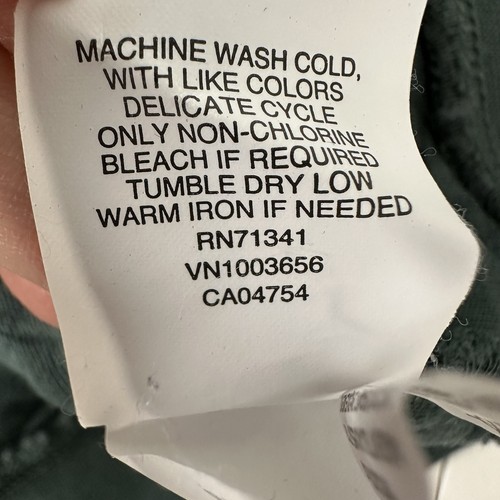 MACHINE WASH COLD,
WITH LIKE COLORS
DELICATE CYCLE
ONLY NON-CHLORINE
BLEACH IF REQUIRED
TUMBLE DRY LOW
WARM IRON IF NEEDED
RN71341
VN1003656
CA04754